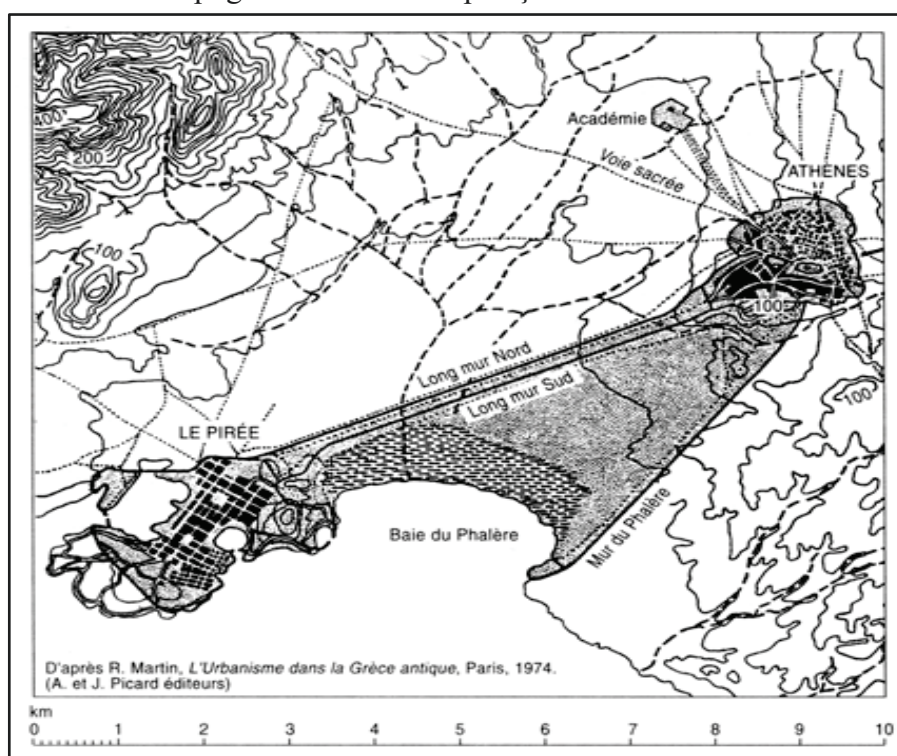 400
200
100
Académie
Voie sacrée
ATHENES
100
Long mur Nord
Long mur Sud
100
LE PIRÉE
Mur du Phalère
Baie du Phalère
D'après R. Martin, L'Urbanisme dans la Grèce antique, Paris, 1974.
(A. et J. Picard éditeurs)
km
0 1 2 3 4 5 6 7 8 9 10